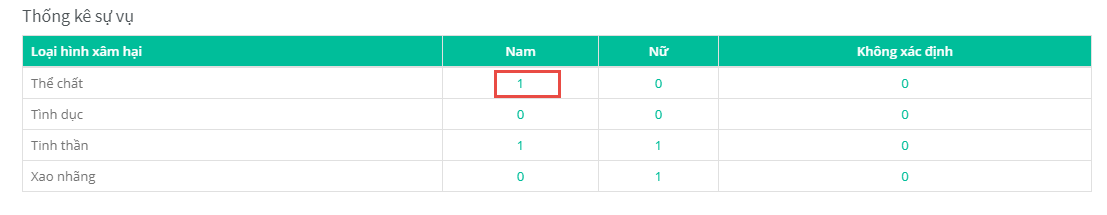 Thống kê sự vụ
Loại hình xâm hại Nam Nữ Không xác định
Thể chất 1 0 0
Tình dục 0 0 0
Tinh thần 1 1 0
Xao nhãng 0 1 0